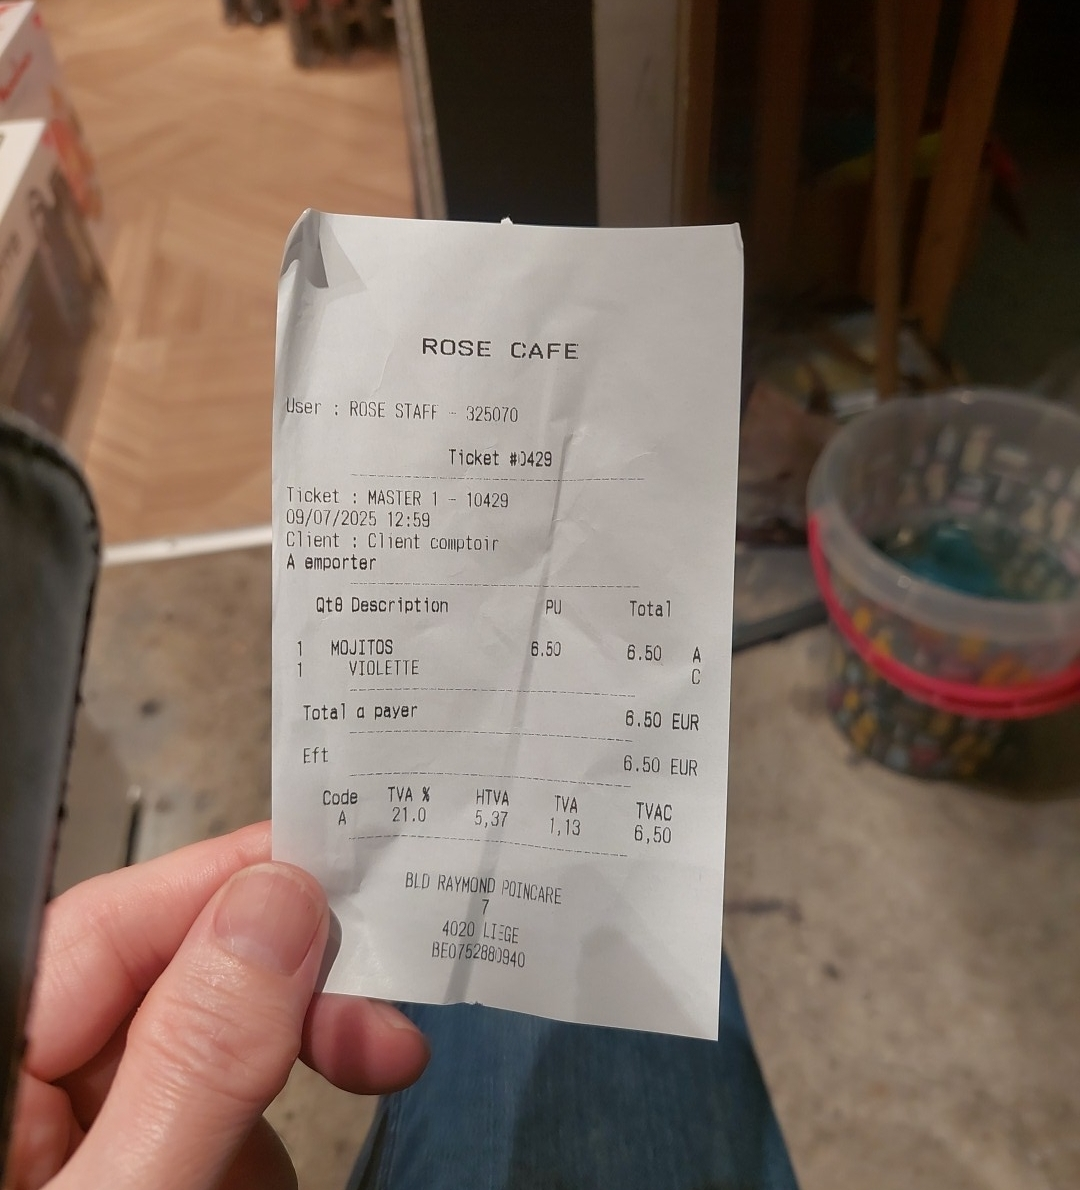 ROSE CAFE
User : ROSE STAFF - 325070
Ticket #0429
Ticket : MASTER 1 - 10429
09/07/2025 12:59
Client : Client comptoir
A emporter
Qt8 Description PU Total
1 MOJITOS 6.50 6.50 A
1 VIOLETTE C
Total a payer 6.50 EUR
Eft 6.50 EUR
Code TVA % HTVA TVA TVAC
A 21.0 5,37 1,13 6,50
BLD RAYMOND POINCARE
7
4020 LIEGE
BE0752880940